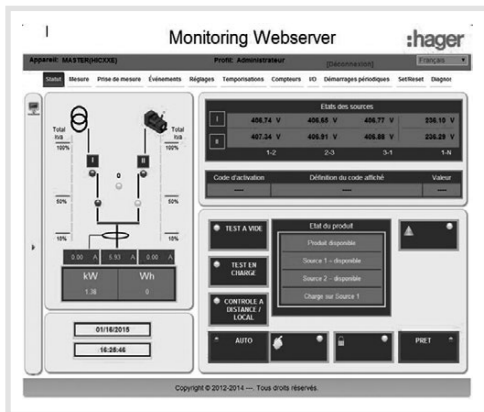 Monitoring Webserver
:hager
Appareil: MASTER(HICXXE)
Profil: Administrateur
[Déconnexion]
Français
Statut Mesure Prise de mesure Événements Réglages Temporisations Compteurs I/O Démarrages périodiques Set/Reset Diagnos
Total
kva
100%
50%
10%
Total
kva
100%
50%
10%
I
0
II
0.00 A 1.93 A 0.00 A
kW Wh
1.38 0
01/16/2015
16:28:46
Etats des sources
I 406,74 V 406.65 V 406.77 V 236.10 V
II 407.34 V 406.91 V 406.88 V 236.29 V
1-2 2-3 3-1 1-N
Code d'activation Définition du code affiché Valeur
---- ---- ----
TEST A VIDE
TEST EN CHARGE
CONTROLE A DISTANCE / LOCAL
AUTO
Etat du produit
Produit disponible
Source 1 – disponible
Source 2 – disponible
Charge sur Source 1
PRET
Copyright © 2012-2014 —. Tous droits réservés.